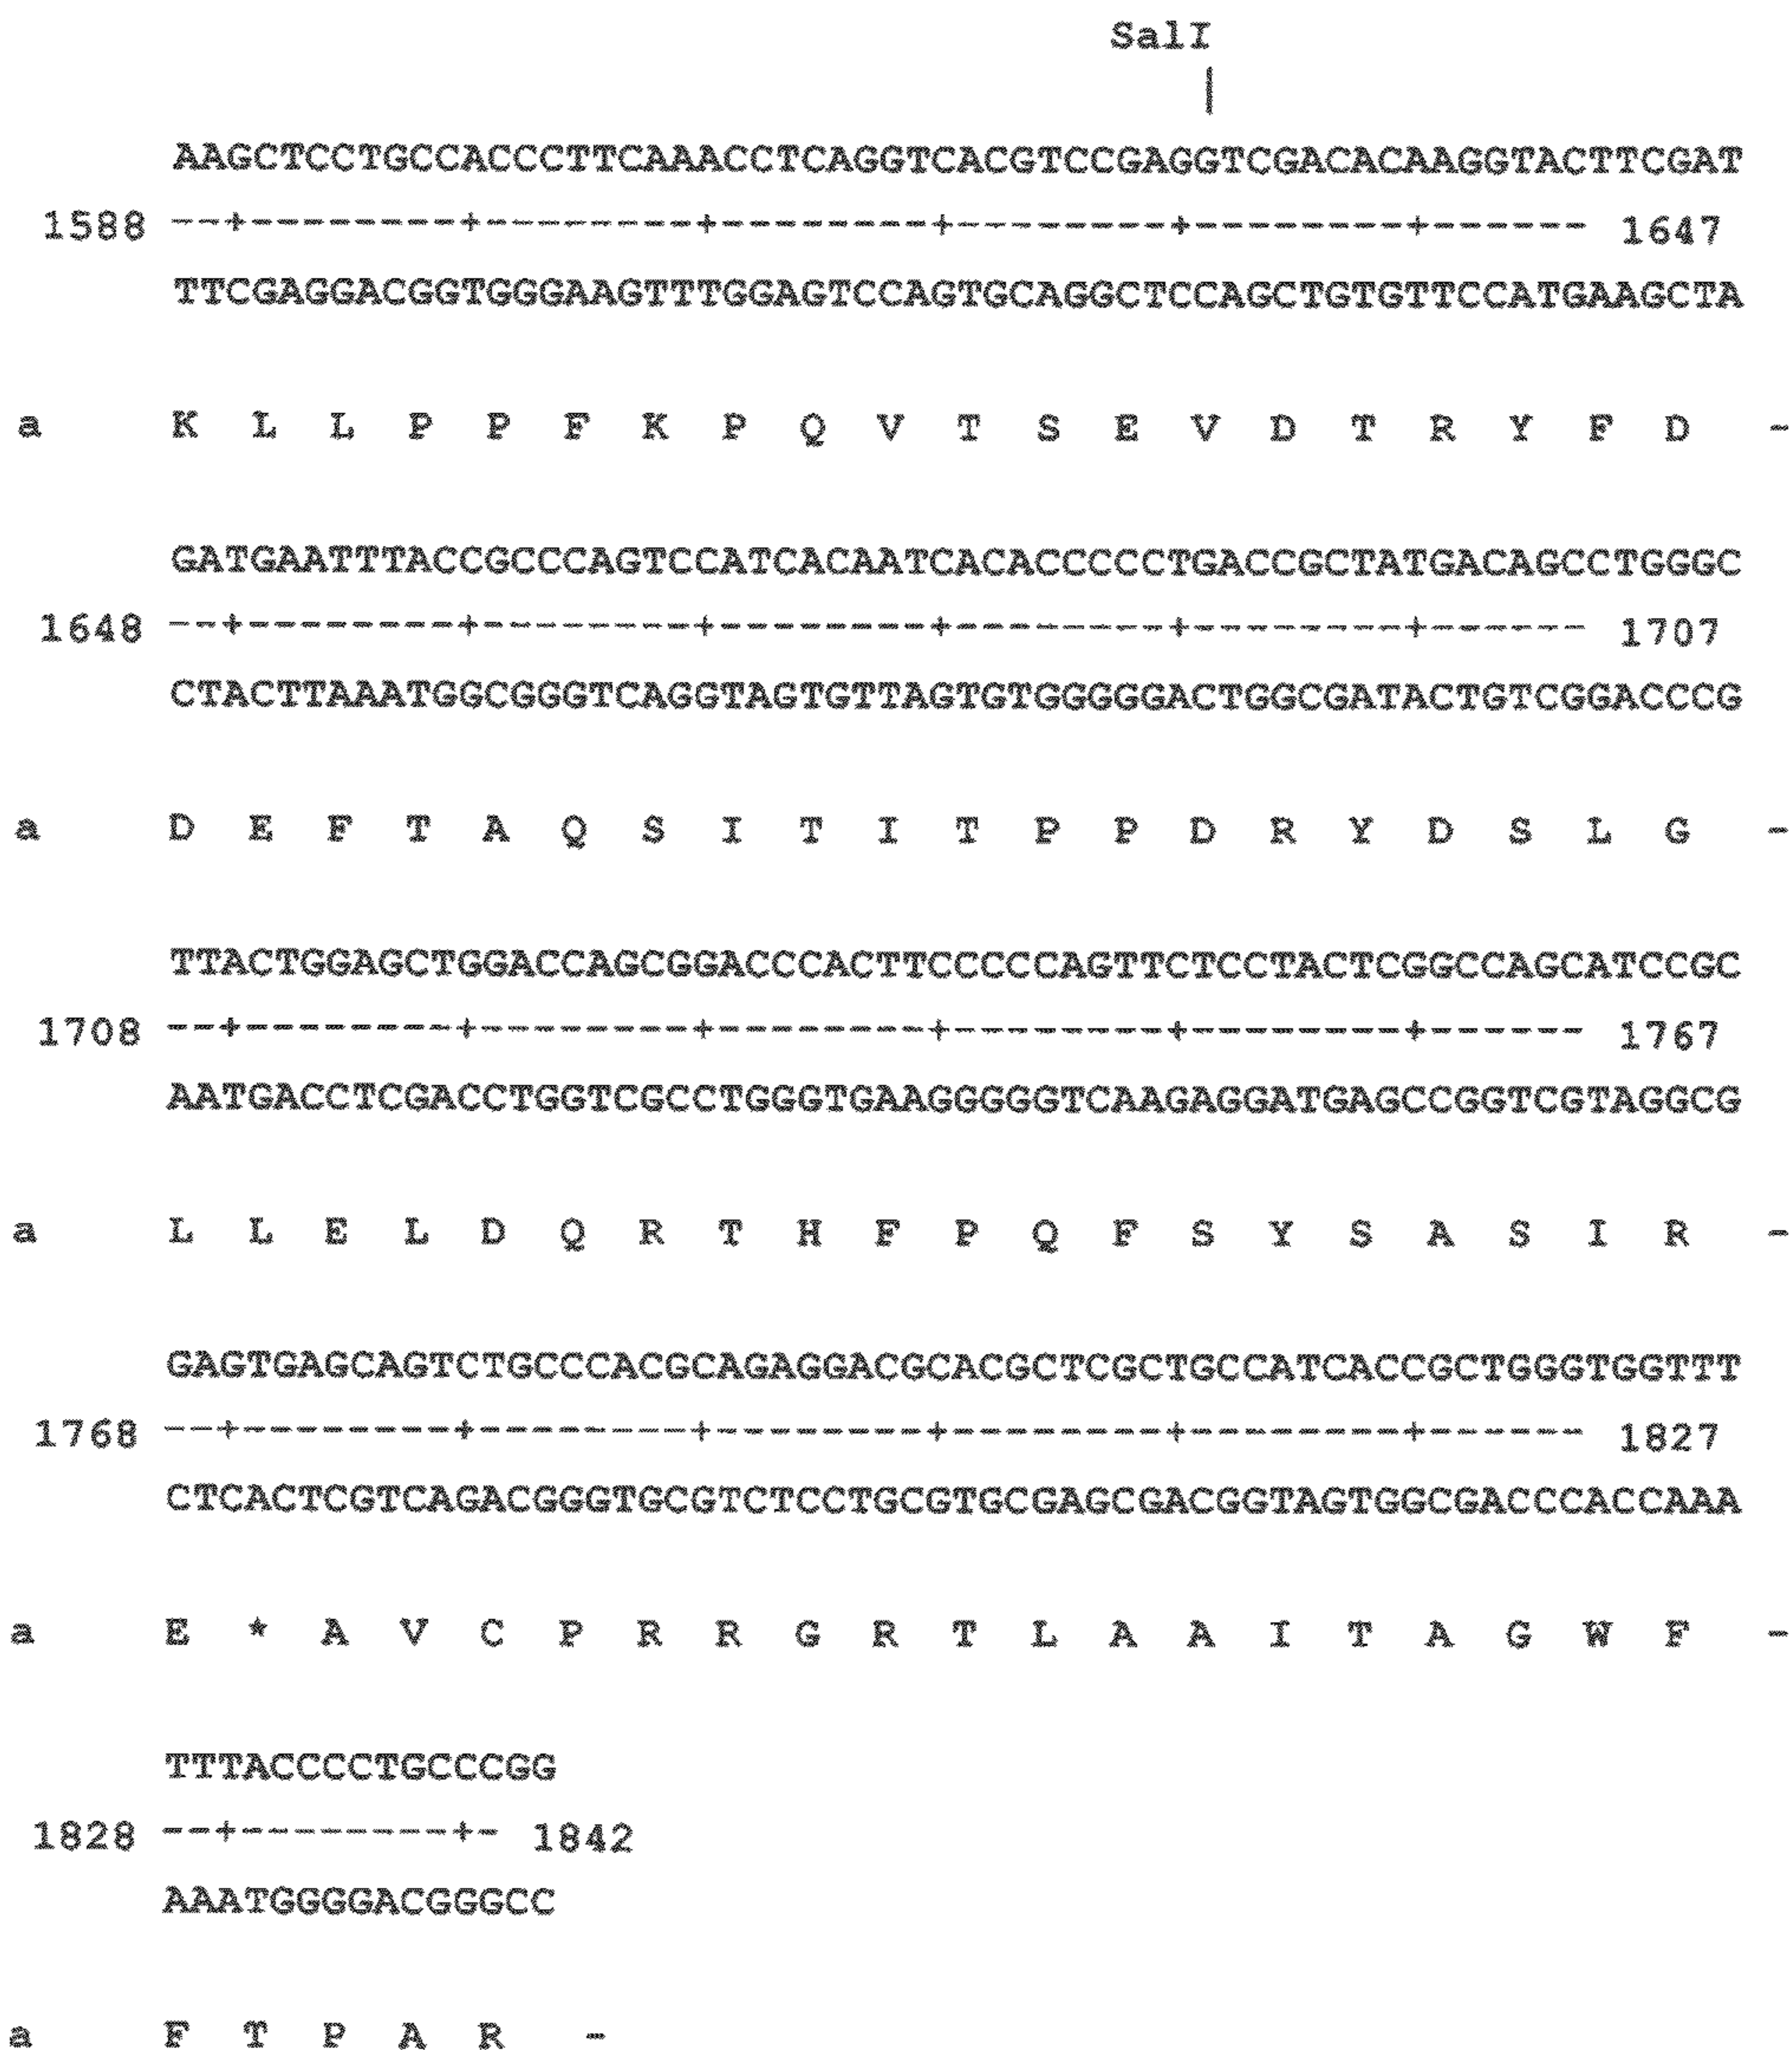 SalI
|
AAGCTCCTGCCACCCTTCAAACCTCAGGTCACGTCCGAGGTCGACACAAGGTACTTCGAT
1588 --+---------+---------+---------+---------+---------+------- 1647
TTCGAGGACGGTGGGAAGTTTGGAGTCCAGTGCAGGCTCCAGCTGTGTTCCATGAAGCTA
a K L L P P F K P Q V T S E V D T R Y F D -
GATGAATTTACCGCCCAGTCCATCACAATCACACCCCCTGACCGCTATGACAGCCTGGGC
1648 --+---------+---------+---------+---------+---------+------- 1707
CTACTTAAATGGCGGGTCAGGTAGTGTTAGTGTGGGGGACTGGCGATACTGTCGGACCCG
a D E F T A Q S I T I T P P D R Y D S L G -
TTACTGGAGCTGGACCAGCGGACCCACTTCCCCCAGTTCTCCTACTCGGCCAGCATCCGC
1708 --+---------+---------+---------+---------+---------+------- 1767
AATGACCTCGACCTGGTCGCCTGGGTGAAGGGGGTCAAGAGGATGAGCCGGTCGTAGGCG
a L L E L D Q R T H F P Q F S Y S A S I R -
GAGTGAGCAGTCTGCCCACGCAGAGGACGCACGCTCGCTGCCATCACCGCTGGGTGGTTT
1768 --+---------+---------+---------+---------+---------+------- 1827
CTCACTCGTCAGACGGGTGCGTCTCCTGCGTGCGAGCGACGGTAGTGGCGACCCACCAAA
a E * A V C P R R G R T L A A I T A G W F -
TTTACCCCTGCCCGG
1828 --+---------+-- 1842
AAATGGGGACGGGCC
a F T P A R -